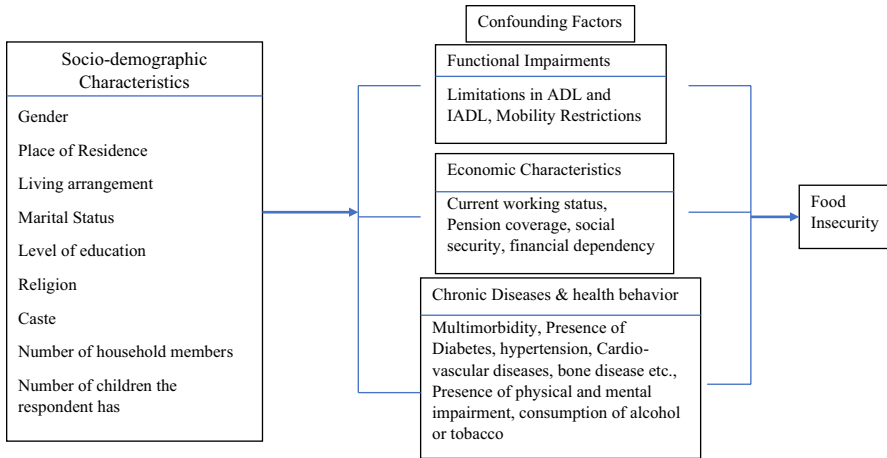 Socio-demographic
Characteristics
Gender
Place of Residence
Living arrangement
Marital Status
Level of education
Religion
Caste
Number of household members
Number of children the
respondent has
Confounding Factors
Functional Impairments
Limitations in ADL and
IADL, Mobility Restrictions
Economic Characteristics
Current working status,
Pension coverage, social
security, financial dependency
Chronic Diseases & health behavior
Multimorbidity, Presence of
Diabetes, hypertension, Cardio-
vascular diseases, bone disease etc.,
Presence of physical and mental
impairment, consumption of alcohol
or tobacco
Food
Insecurity